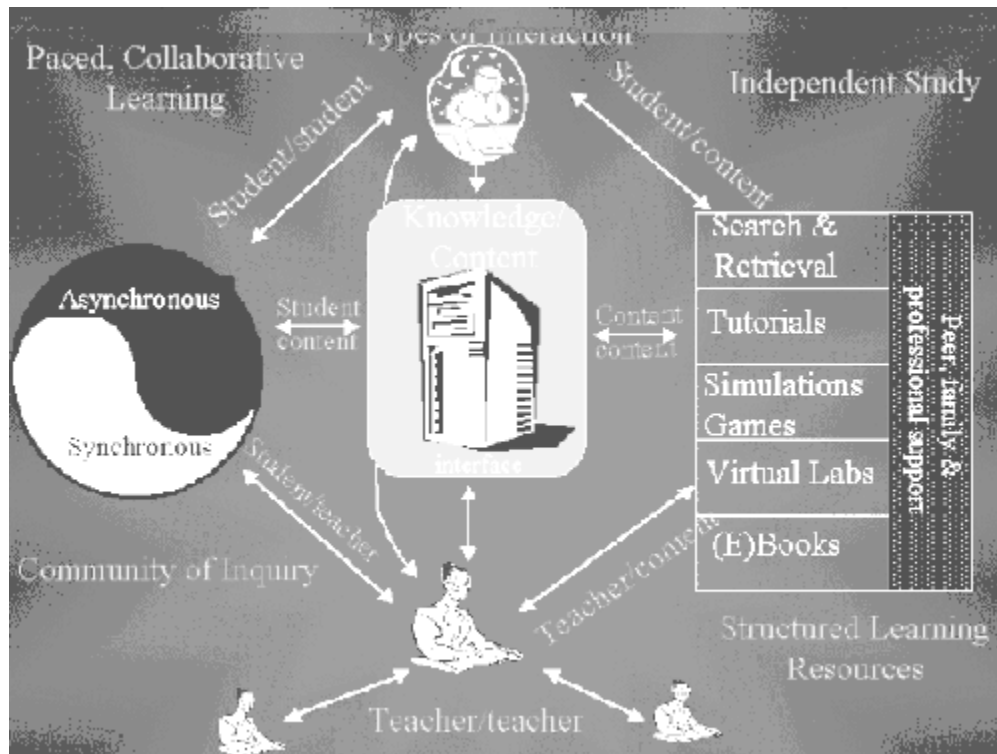 Types of Interaction
Paced, Collaborative
Learning
Independent Study
Student/student
Student/content
Knowledge/
Content
Search &
Retrieval
Asynchronous
Student
content
Content
content
Tutorials
Peer, family &
professional support
Simulations
Games
Synchronous
interface
Virtual Labs
Student/teacher
(E)Books
Community of Inquiry
Teacher/content
Structured Learning
Resources
Teacher/teacher